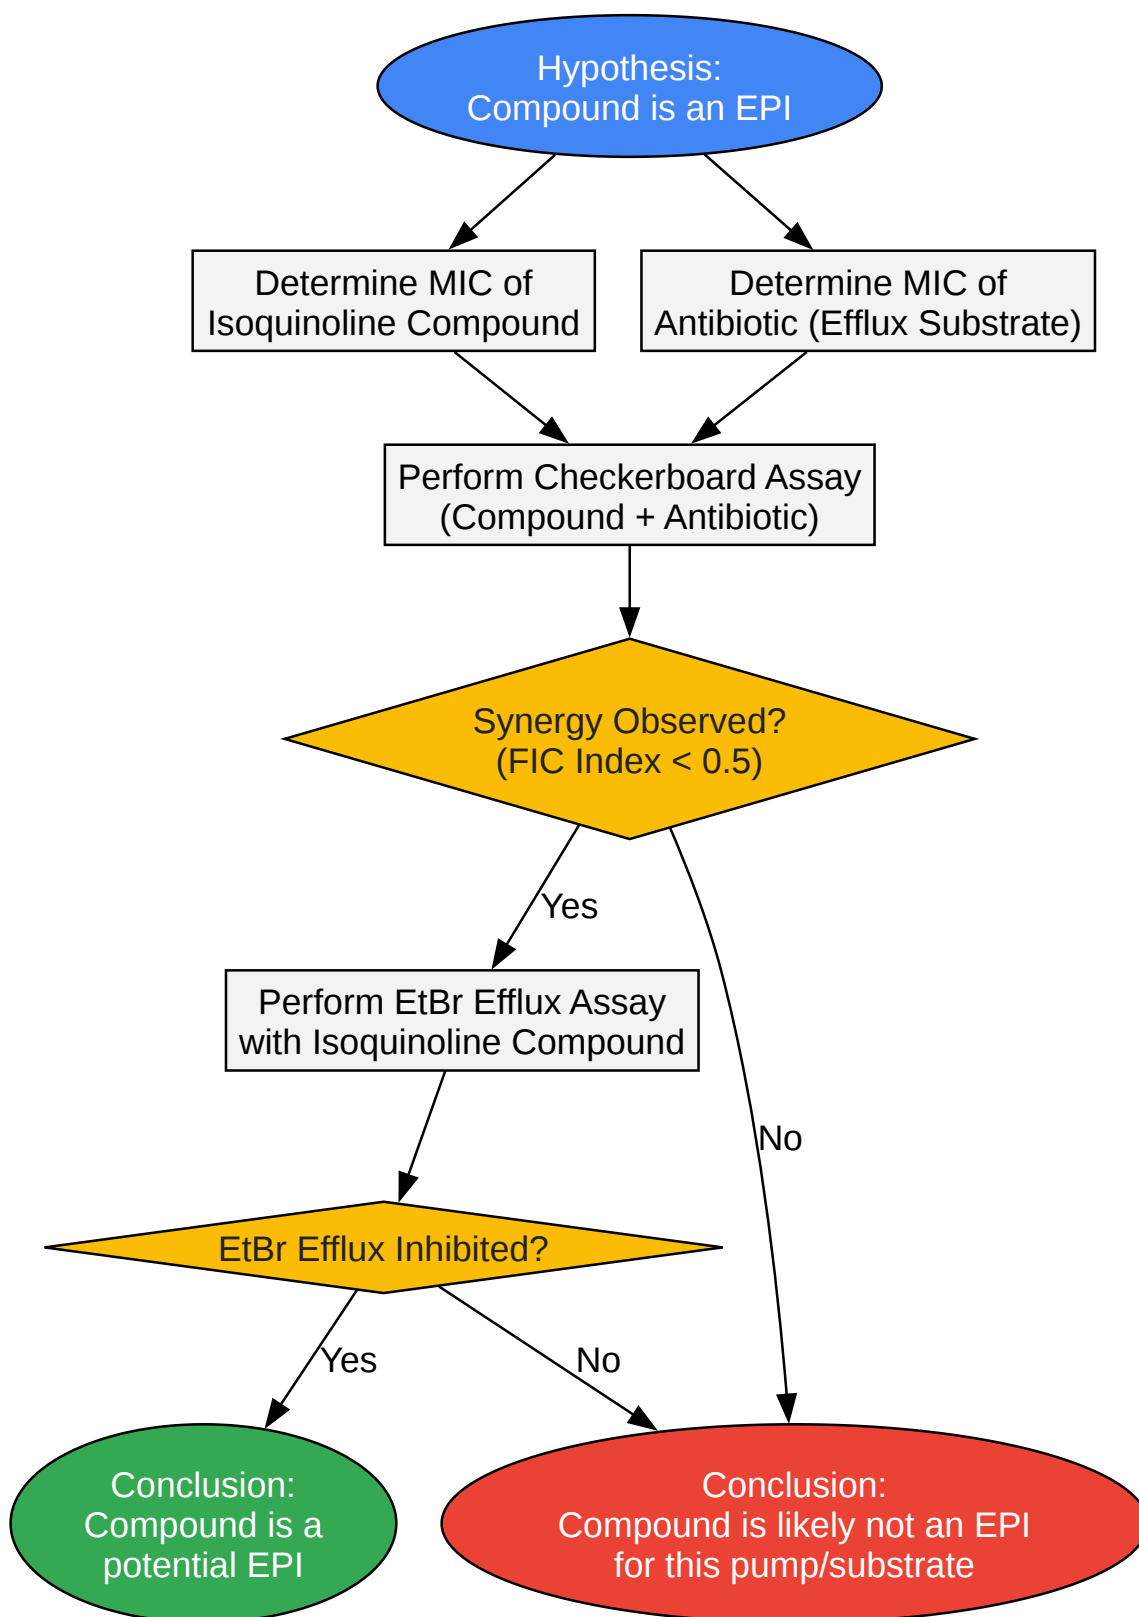 Hypothesis:
Compound is an EPI
Determine MIC of
Isoquinoline Compound
Determine MIC of
Antibiotic (Efflux Substrate)
Perform Checkerboard Assay
(Compound + Antibiotic)
Synergy Observed?
(FIC Index < 0.5)
Yes
Perform EtBr Efflux Assay
with Isoquinoline Compound
No
EtBr Efflux Inhibited?
Yes
No
Conclusion:
Compound is a
potential EPI
Conclusion:
Compound is likely not an EPI
for this pump/substrate